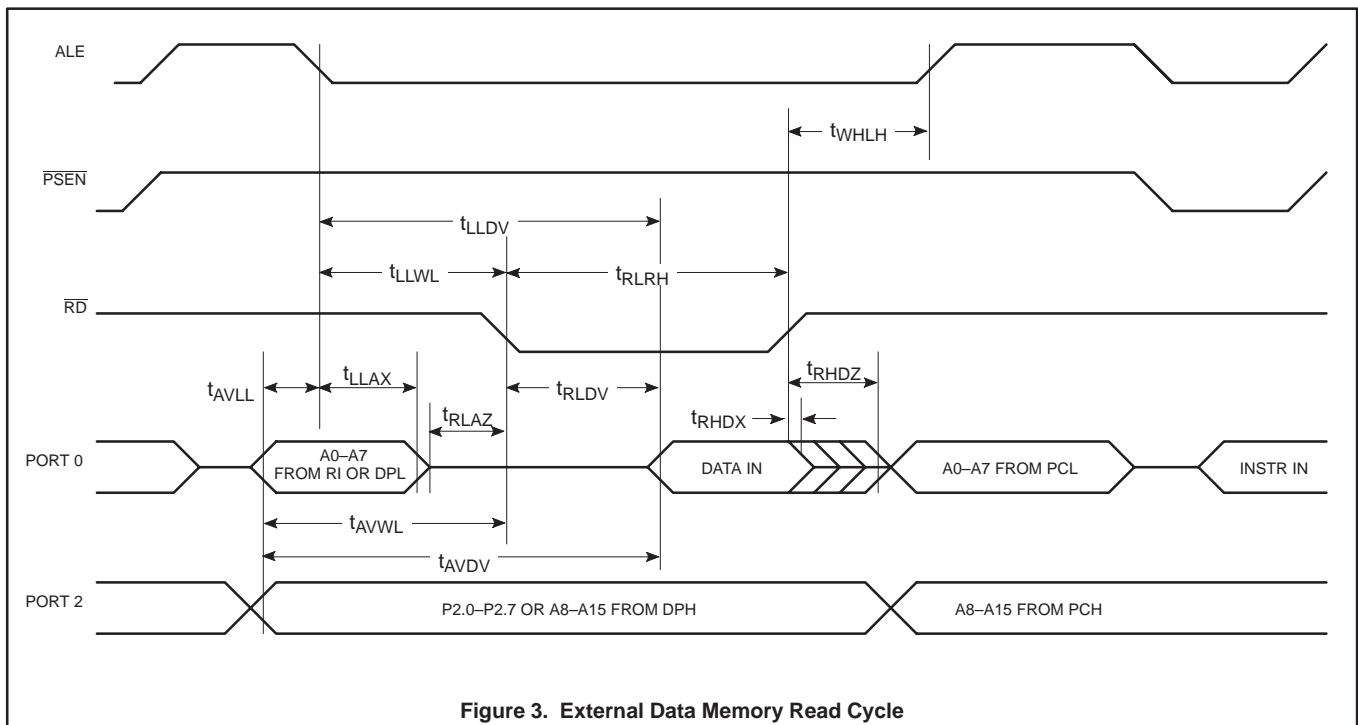 ALE
tWHLH
PSEN
tLLDV
tLLWL
tRLRH
RD
tAVLL
tLLAX
tRLAZ
tRLDV
tRHDZ
tRHDX
PORT 0
A0–A7
FROM RI OR DPL
DATA IN
A0–A7 FROM PCL
INSTR IN
tAVWL
tAVDV
PORT 2
P2.0–P2.7 OR A8–A15 FROM DPH
A8–A15 FROM PCH
Figure 3. External Data Memory Read Cycle